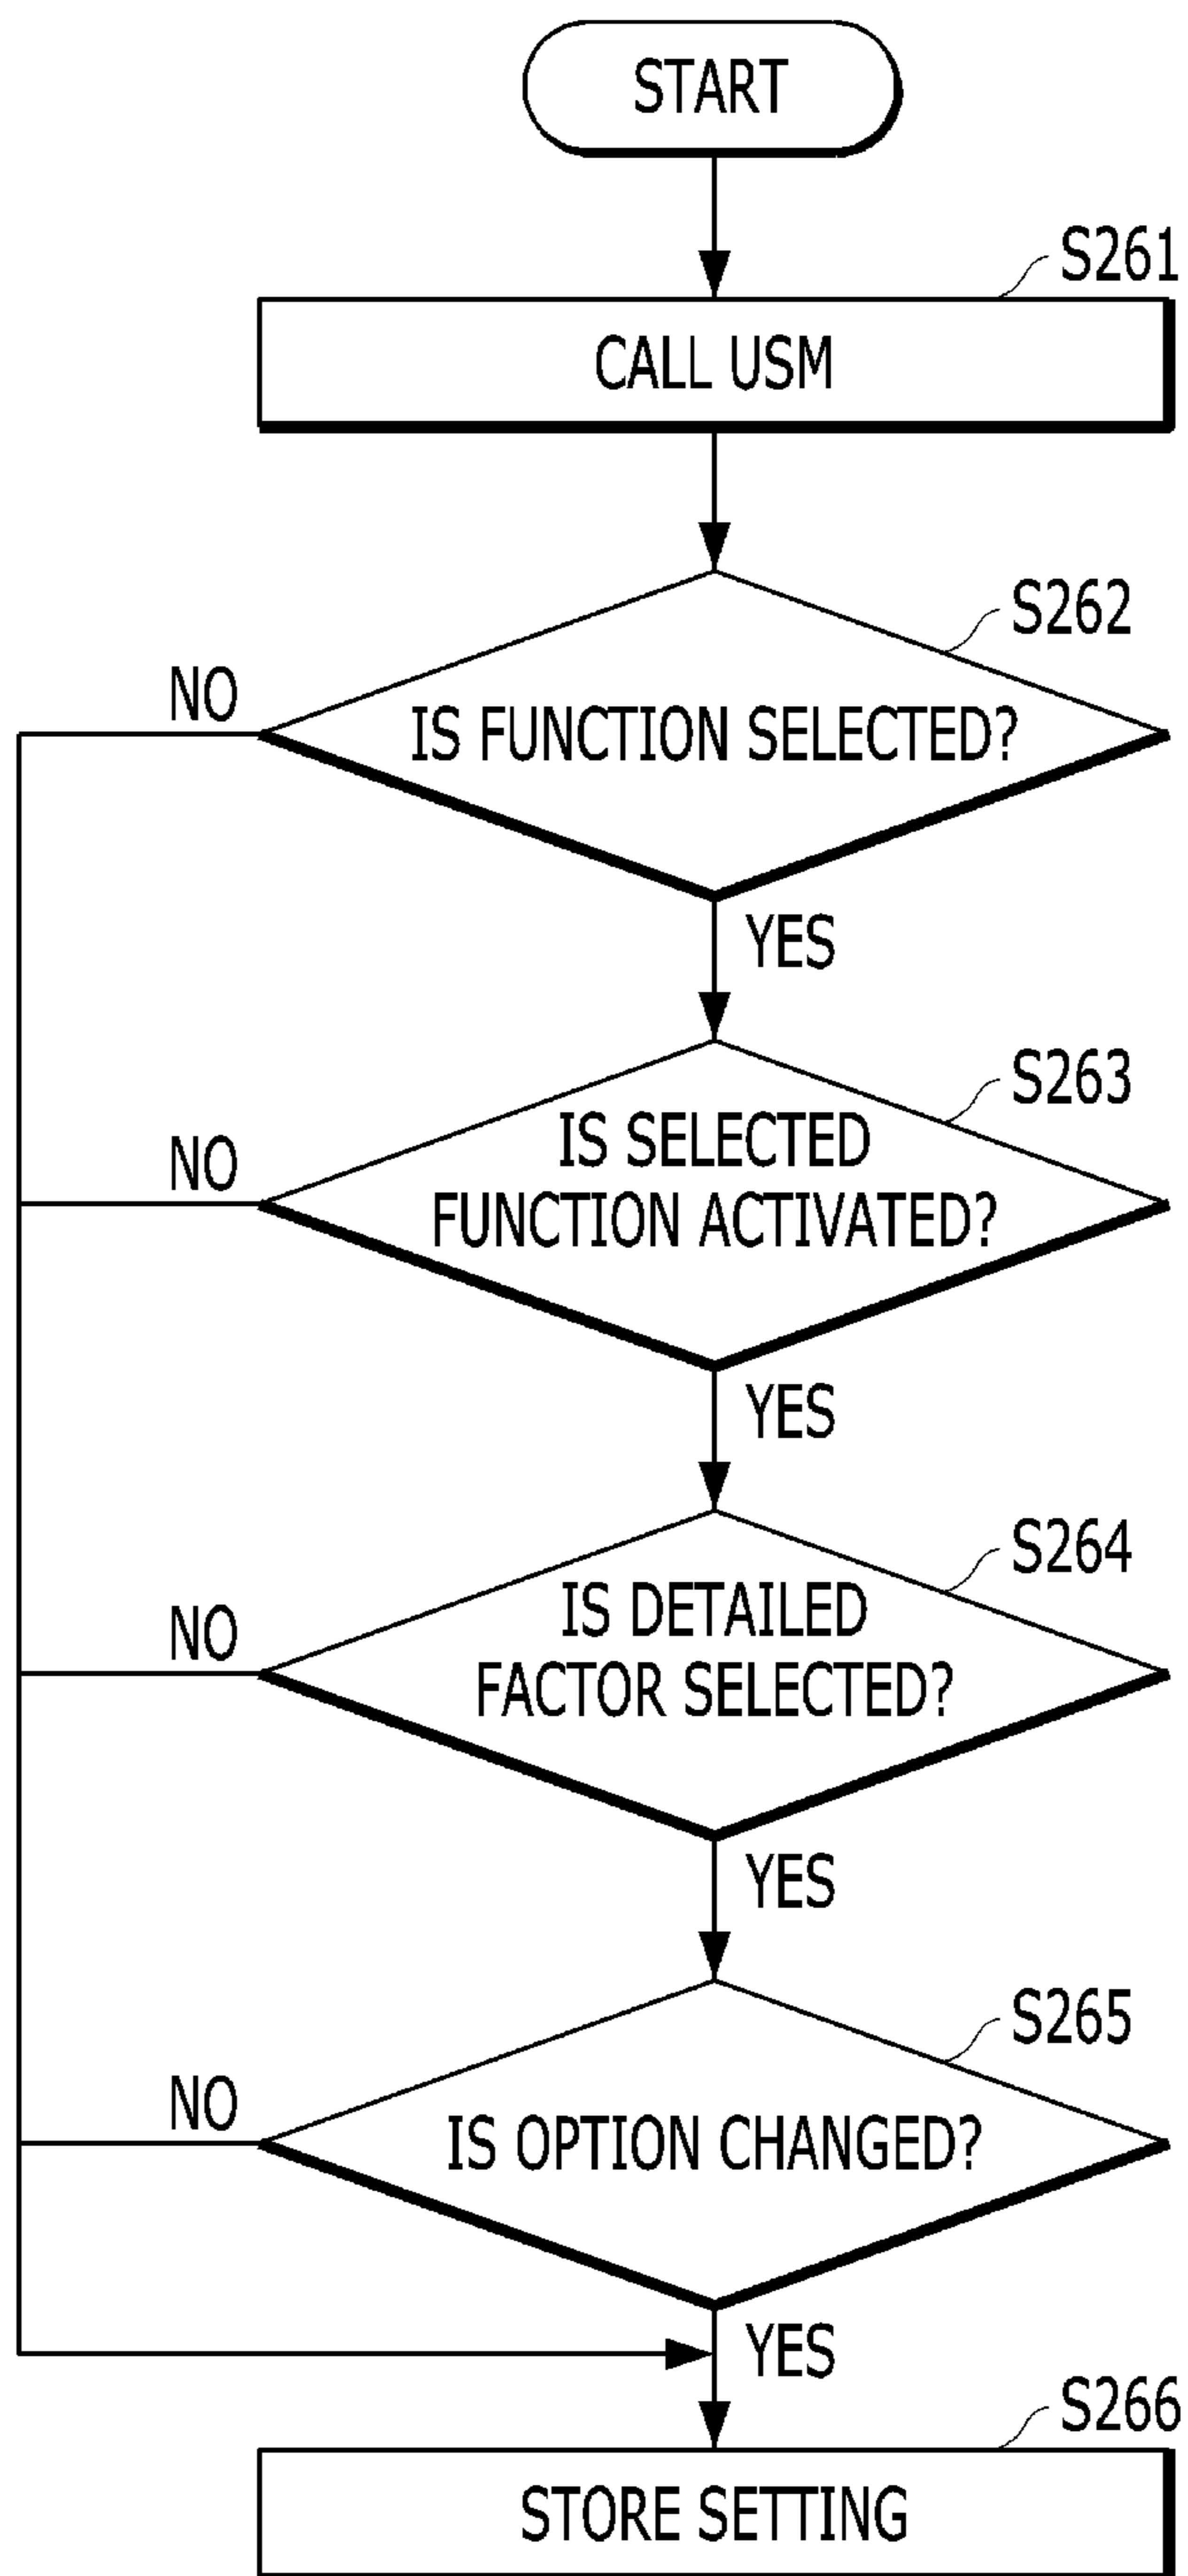 START
S261
CALL USM
S262
NO
IS FUNCTION SELECTED?
YES
S263
NO
IS SELECTED
FUNCTION ACTIVATED?
YES
S264
NO
IS DETAILED
FACTOR SELECTED?
YES
S265
NO
IS OPTION CHANGED?
YES
S266
STORE SETTING